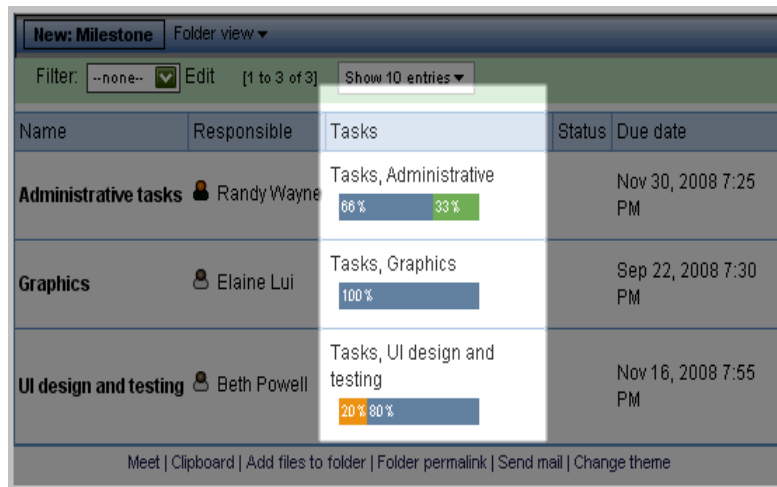 New: Milestone Folder view
Filter: --none-- Edit [1 to 3 of 3] Show 10 entries
Name Responsible Tasks Status Due date
Administrative tasks Randy Wayne Tasks, Administrative Nov 30, 2008 7:25
66% 33% PM
Graphics Elaine Lui Tasks, Graphics Sep 22, 2008 7:30
100% PM
UI design and testing Beth Powell Tasks, UI design and Nov 16, 2008 7:55
testing PM
20% 80%
Meet | Clipboard | Add files to folder | Folder permalink | Send mail | Change theme